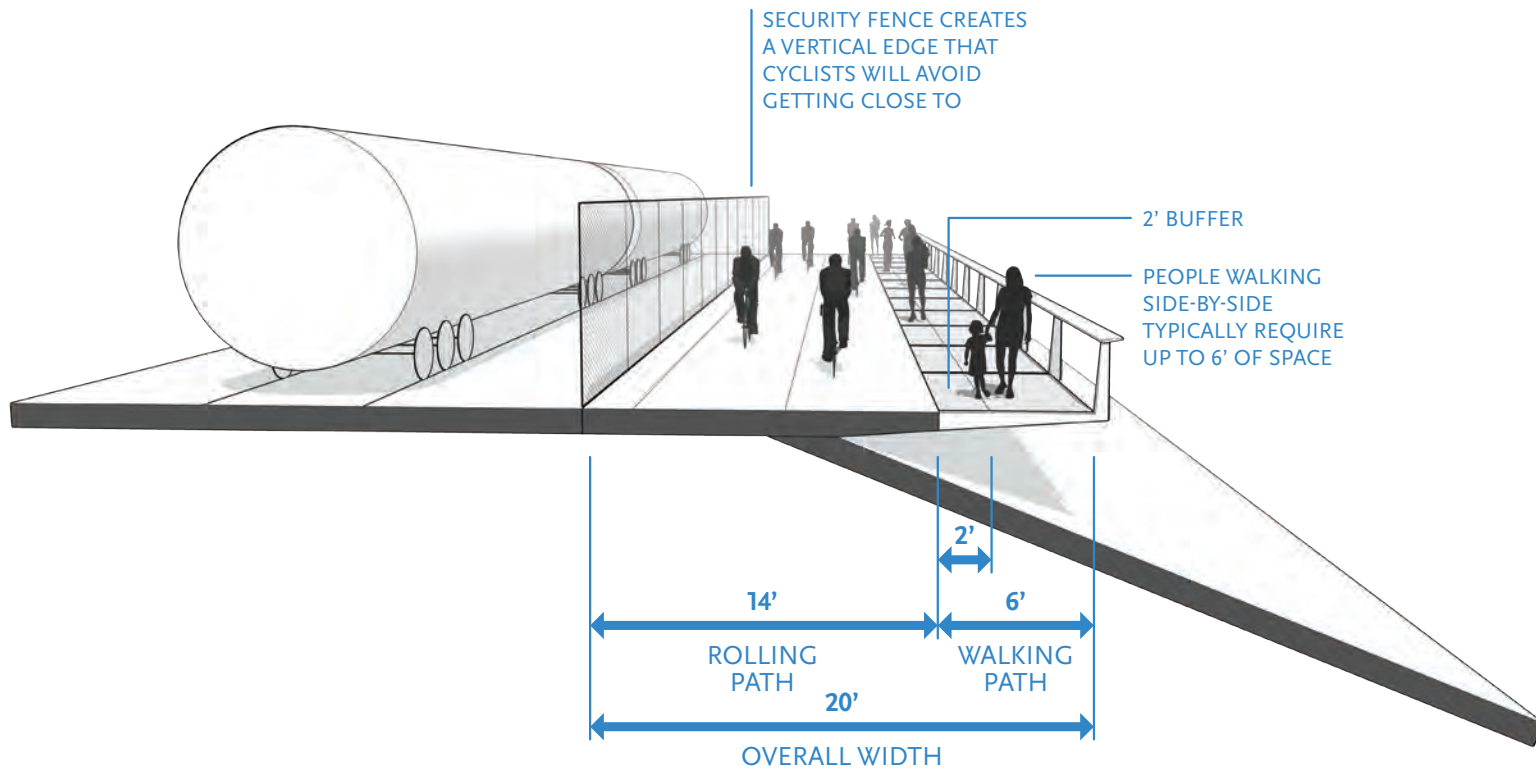 SECURITY FENCE CREATES
A VERTICAL EDGE THAT
CYCLISTS WILL AVOID
GETTING CLOSE TO
2’ BUFFER
PEOPLE WALKING
SIDE-BY-SIDE
TYPICALLY REQUIRE
UP TO 6’ OF SPACE
2’
14’
6’
ROLLING
PATH
WALKING
PATH
20’
OVERALL WIDTH